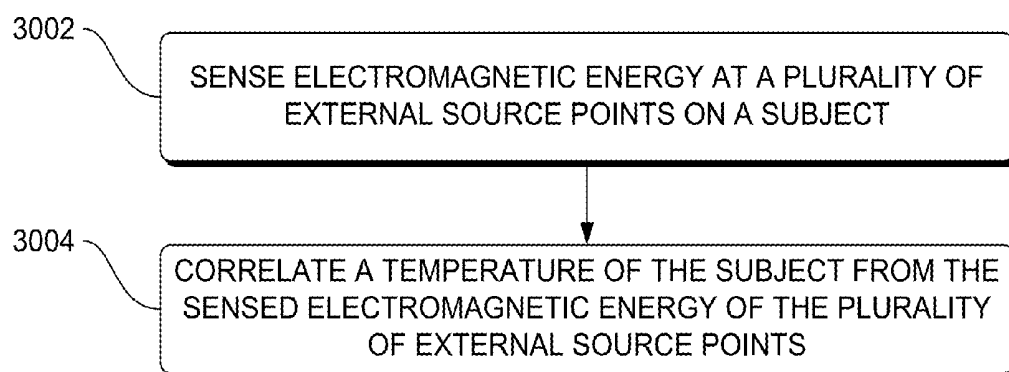 3002
SENSE ELECTROMAGNETIC ENERGY AT A PLURALITY OF
EXTERNAL SOURCE POINTS ON A SUBJECT
3004
CORRELATE A TEMPERATURE OF THE SUBJECT FROM THE
SENSED ELECTROMAGNETIC ENERGY OF THE PLURALITY
OF EXTERNAL SOURCE POINTS